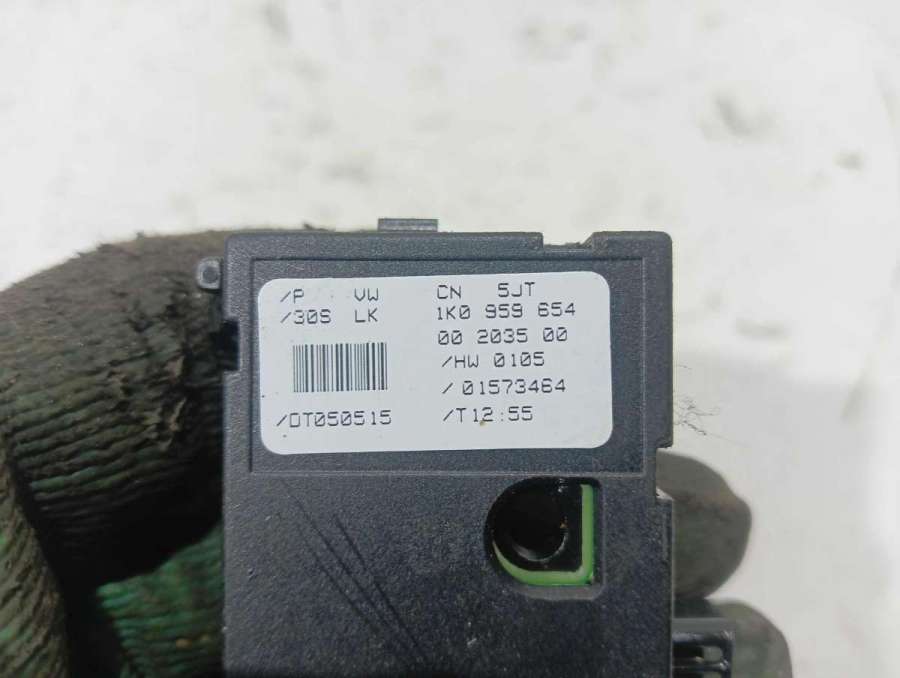 /P VW CN 5JT
/30S LK 1K0 959 654
00 2035 00
/HW 0105
/01573464
/DT050515 /T12:55